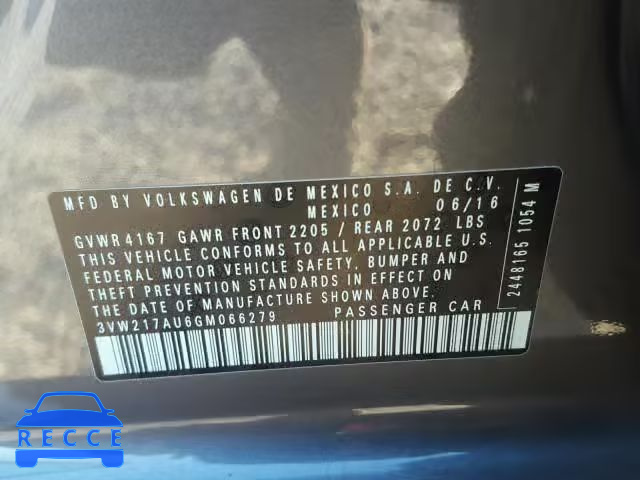 MFD BY VOLKSWAGEN DE MEXICO S.A. DE C.V.
MEXICO 06/16
GVWR 4167 GAWR FRONT 2205 / REAR 2072 LBS
THIS VEHICLE CONFORMS TO ALL APPLICABLE U.S.
FEDERAL MOTOR VEHICLE SAFETY, BUMPER AND
THEFT PREVENTION STANDARDS IN EFFECT ON
THE DATE OF MANUFACTURE SHOWN ABOVE.
3VW217AU6GM066279 PASSENGER CAR
2448165 1054 M
RECCE